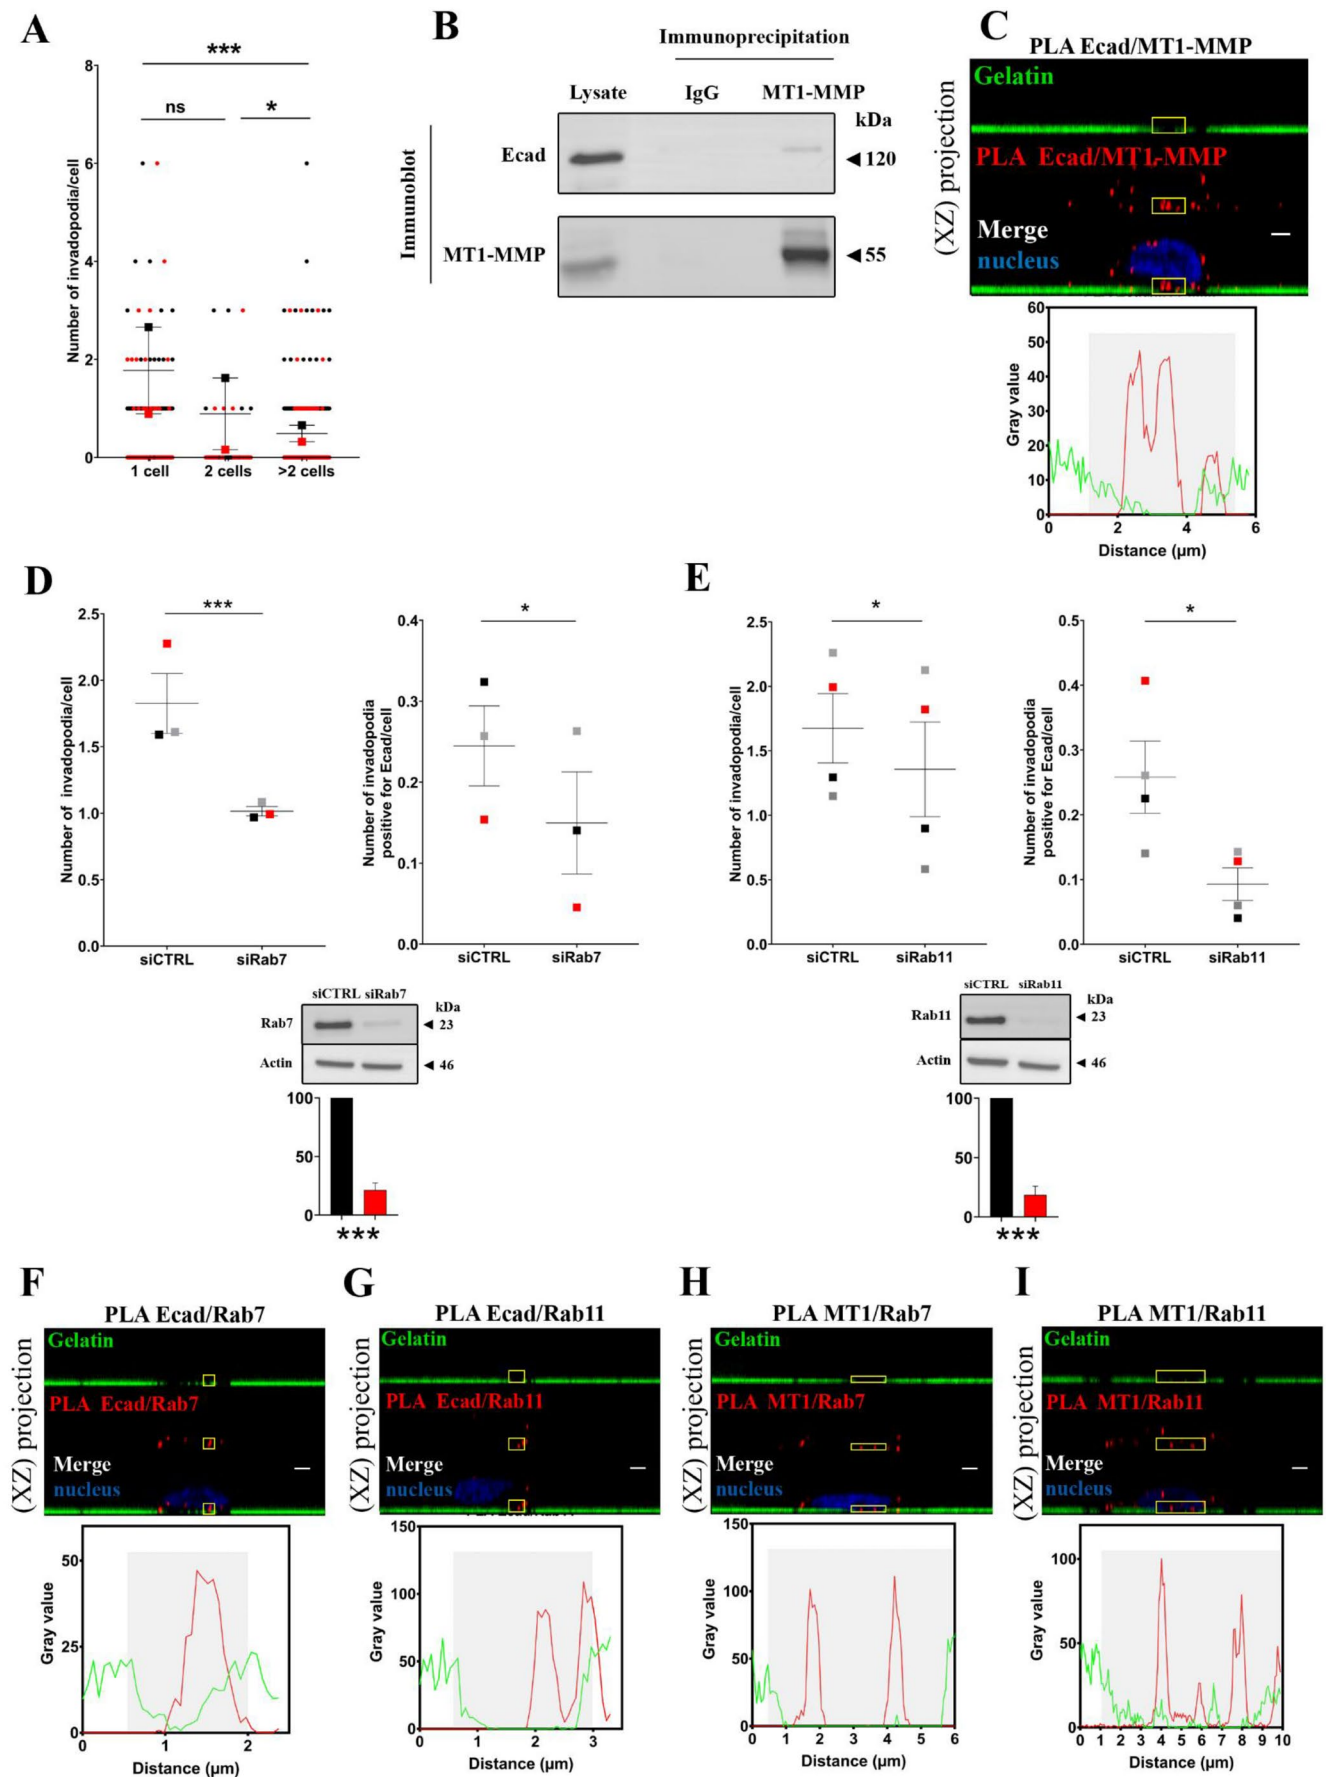 A
***
ns
*
Number of invadopodia/cell
8
6
4
2
0
1 cell
2 cells
>2 cells
B
Immunoprecipitation
Lysate
IgG
MT1-MMP
kDa
Immunoblot
Ecad
120
MT1-MMP
55
C
PLA Ecad/MT1-MMP
(XZ) projection
Gelatin
PLA Ecad/MT1-MMP
Merge
nucleus
Gray value
60
50
40
30
20
10
0
0 2 4 6
Distance (µm)
D
***
Number of invadopodia/cell
2.5
2.0
1.5
1.0
0.5
0.0
siCTRL siRab7
*
Number of invadopodia
positive for Ecad/cell
0.4
0.3
0.2
0.1
0.0
siCTRL siRab7
siCTRL siRab7
kDa
Rab7
23
Actin
46
100
50
0
***
E
*
Number of invadopodia/cell
2.5
2.0
1.5
1.0
0.5
0.0
siCTRL siRab11
*
Number of invadopodia
positive for Ecad/cell
0.5
0.4
0.3
0.2
0.1
0.0
siCTRL siRab11
siCTRL siRab11
kDa
Rab11
23
Actin
46
100
50
0
***
F
PLA Ecad/Rab7
(XZ) projection
Gelatin
PLA Ecad/Rab7
Merge
nucleus
Gray value
50
25
0
0 1 2
Distance (µm)
G
PLA Ecad/Rab11
(XZ) projection
Gelatin
PLA Ecad/Rab11
Merge
nucleus
Gray value
150
100
50
0
0 1 2 3
Distance (µm)
H
PLA MT1/Rab7
(XZ) projection
Gelatin
PLA MT1/Rab7
Merge
nucleus
Gray value
150
100
50
0
0 1 2 3 4 5 6
Distance (µm)
I
PLA MT1/Rab11
(XZ) projection
Gelatin
PLA MT1/Rab11
Merge
nucleus
Gray value
100
50
0
0 1 2 3 4 5 6 7 8 9 10
Distance (µm)